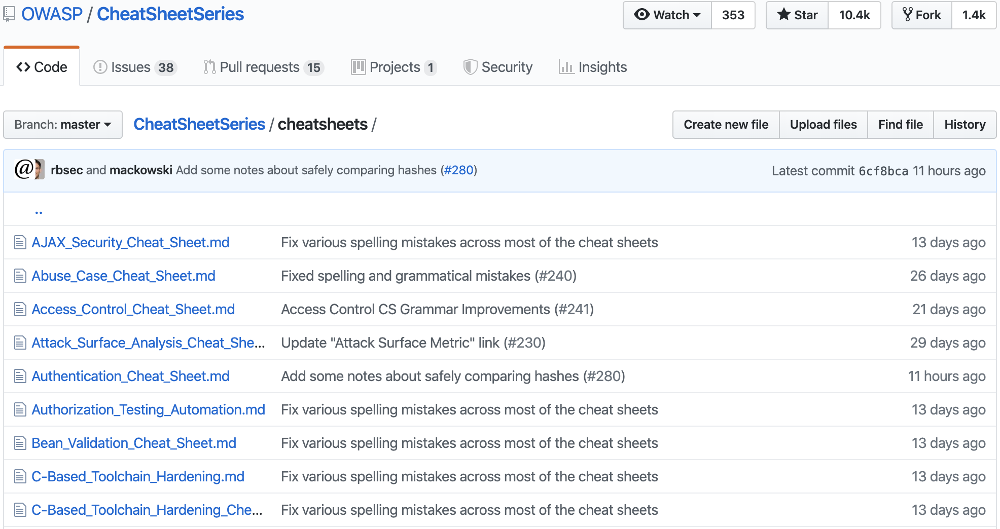 OWASP / CheatSheetSeries
Watch 353 Star 10.4k Fork 1.4k
Code Issues 38 Pull requests 15 Projects 1 Security Insights
Branch: master CheatSheetSeries / cheatsheets / Create new file Upload files Find file History
@ rbsec and mackowski Add some notes about safely comparing hashes (#280) Latest commit 6cf8bca 11 hours ago
..
AJAX_Security_Cheat_Sheet.md Fix various spelling mistakes across most of the cheat sheets 13 days ago
Abuse_Case_Cheat_Sheet.md Fixed spelling and grammatical mistakes (#240) 26 days ago
Access_Control_Cheat_Sheet.md Access Control CS Grammar Improvements (#241) 21 days ago
Attack_Surface_Analysis_Cheat_She... Update "Attack Surface Metric" link (#230) 29 days ago
Authentication_Cheat_Sheet.md Add some notes about safely comparing hashes (#280) 11 hours ago
Authorization_Testing_Automation.md Fix various spelling mistakes across most of the cheat sheets 13 days ago
Bean_Validation_Cheat_Sheet.md Fix various spelling mistakes across most of the cheat sheets 13 days ago
C-Based_Toolchain_Hardening.md Fix various spelling mistakes across most of the cheat sheets 13 days ago
C-Based_Toolchain_Hardening_Che... Fix various spelling mistakes across most of the cheat sheets 13 days ago